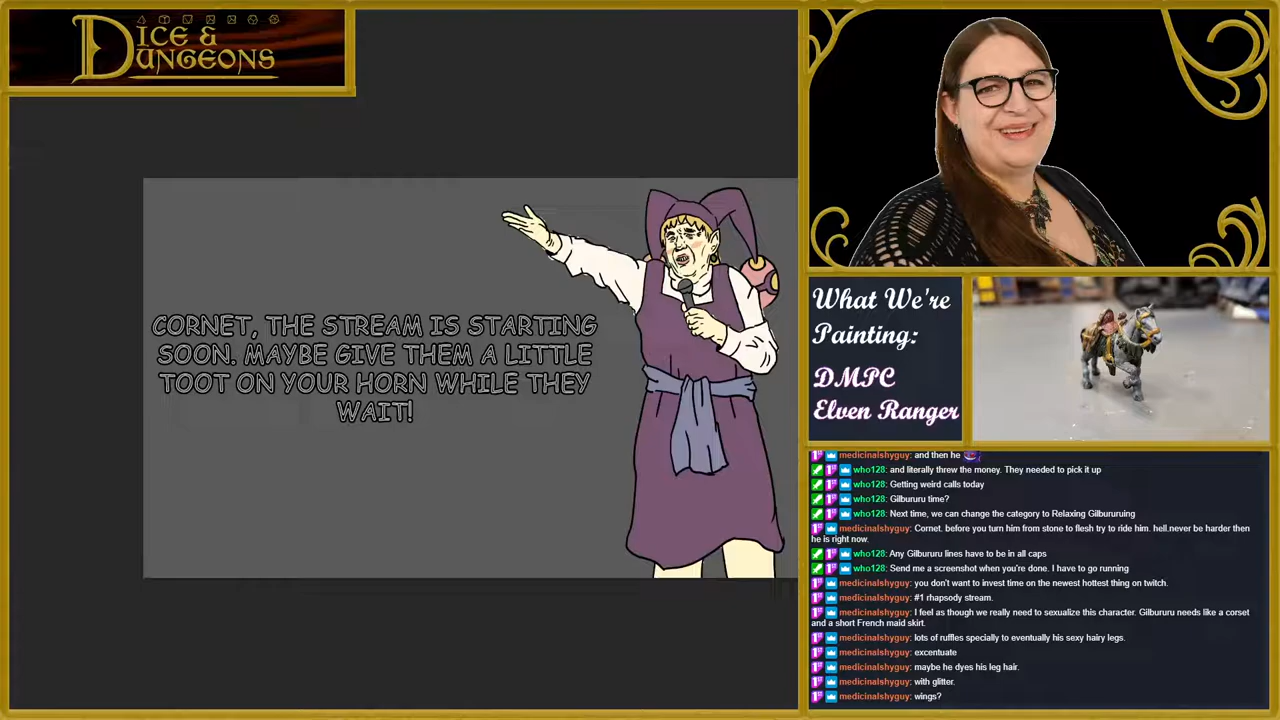 DICE &
DUNGEONS
CORNET, THE STREAM IS STARTING
SOON. MAYBE GIVE THEM A LITTLE
TOOT ON YOUR HORN WHILE THEY
WAIT!
What We're
Painting:
DMPC
Elven Ranger
medicinalshyguy: and then he
who128: and literally threw the money. They needed to pick it up
who128: Getting weird calls today
who128: Gilbururu time?
who128: Next time, we can change the category to Relaxing Gilbururuing
medicinalshyguy: Cornet. before you turn him from stone to flesh try to ride him. hell.never be harder then
he is right now.
who128: Any Gilbururu lines have to be in all caps
who128: Send me a screenshot when you're done. I have to go running
medicinalshyguy: you don't want to invest time on the newest hottest thing on twitch.
medicinalshyguy: #1 rhapsody stream.
medicinalshyguy: I feel as though we really need to sexualize this character. Gilbururu needs like a corset
and a short French maid skirt.
medicinalshyguy: lots of ruffles specially to eventually his sexy hairy legs.
medicinalshyguy: excentuate
medicinalshyguy: maybe he dyes his leg hair.
medicinalshyguy: with glitter.
medicinalshyguy: wings?